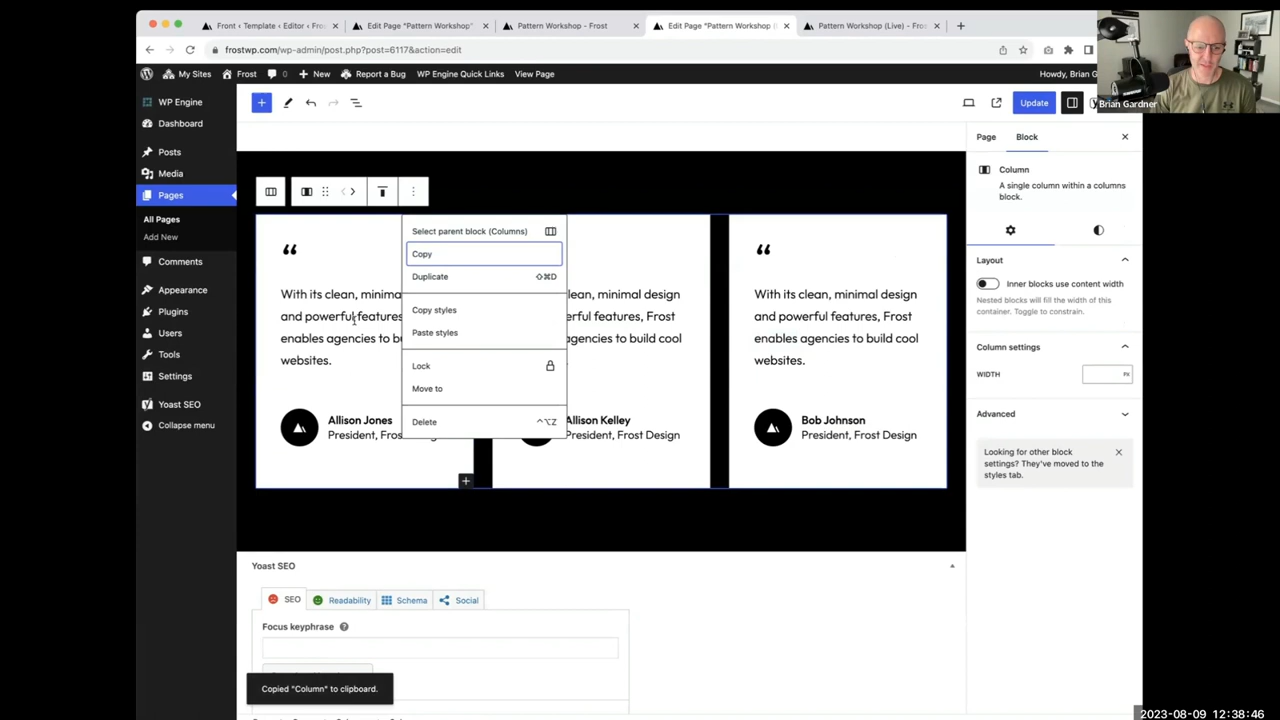 Front ‹ Template ‹ Editor ‹ Fro
Edit Page "Pattern Workshop"
Pattern Workshop - Frost
Edit Page "Pattern Workshop (
Pattern Workshop (Live) - Fros
frostwp.com/wp-admin/post.php?post=6117&action=edit
My Sites
Frost
0
New
Report a Bug
WP Engine Quick Links
View Page
Howdy, Brian G
Brian Gardner
WP Engine
Dashboard
Posts
Media
Pages
All Pages
Add New
Comments
Appearance
Plugins
Users
Tools
Settings
Yoast SEO
Collapse menu
Update
Page
Block
Column
A single column within a columns
block.
Layout
Inner blocks use content width
Nested blocks will fill the width of this
container. Toggle to constrain.
Column settings
WIDTH
PX
Advanced
Looking for other block
settings? They've moved to the
styles tab.
“
With its clean, minima
and powerful features
enables agencies to bu
websites.
Allison Jones
President, Fros
Select parent block (Columns)
Copy
Duplicate
⇧⌘D
Copy styles
Paste styles
Lock
Move to
Delete
^⌥Z
lean, minimal design
erful features, Frost
encies to build cool
Allison Kelley
President, Frost Design
“
With its clean, minimal design
and powerful features, Frost
enables agencies to build cool
websites.
Bob Johnson
President, Frost Design
Yoast SEO
SEO
Readability
Schema
Social
Focus keyphrase
Copied "Column" to clipboard.
2023-08-09 12:38:46